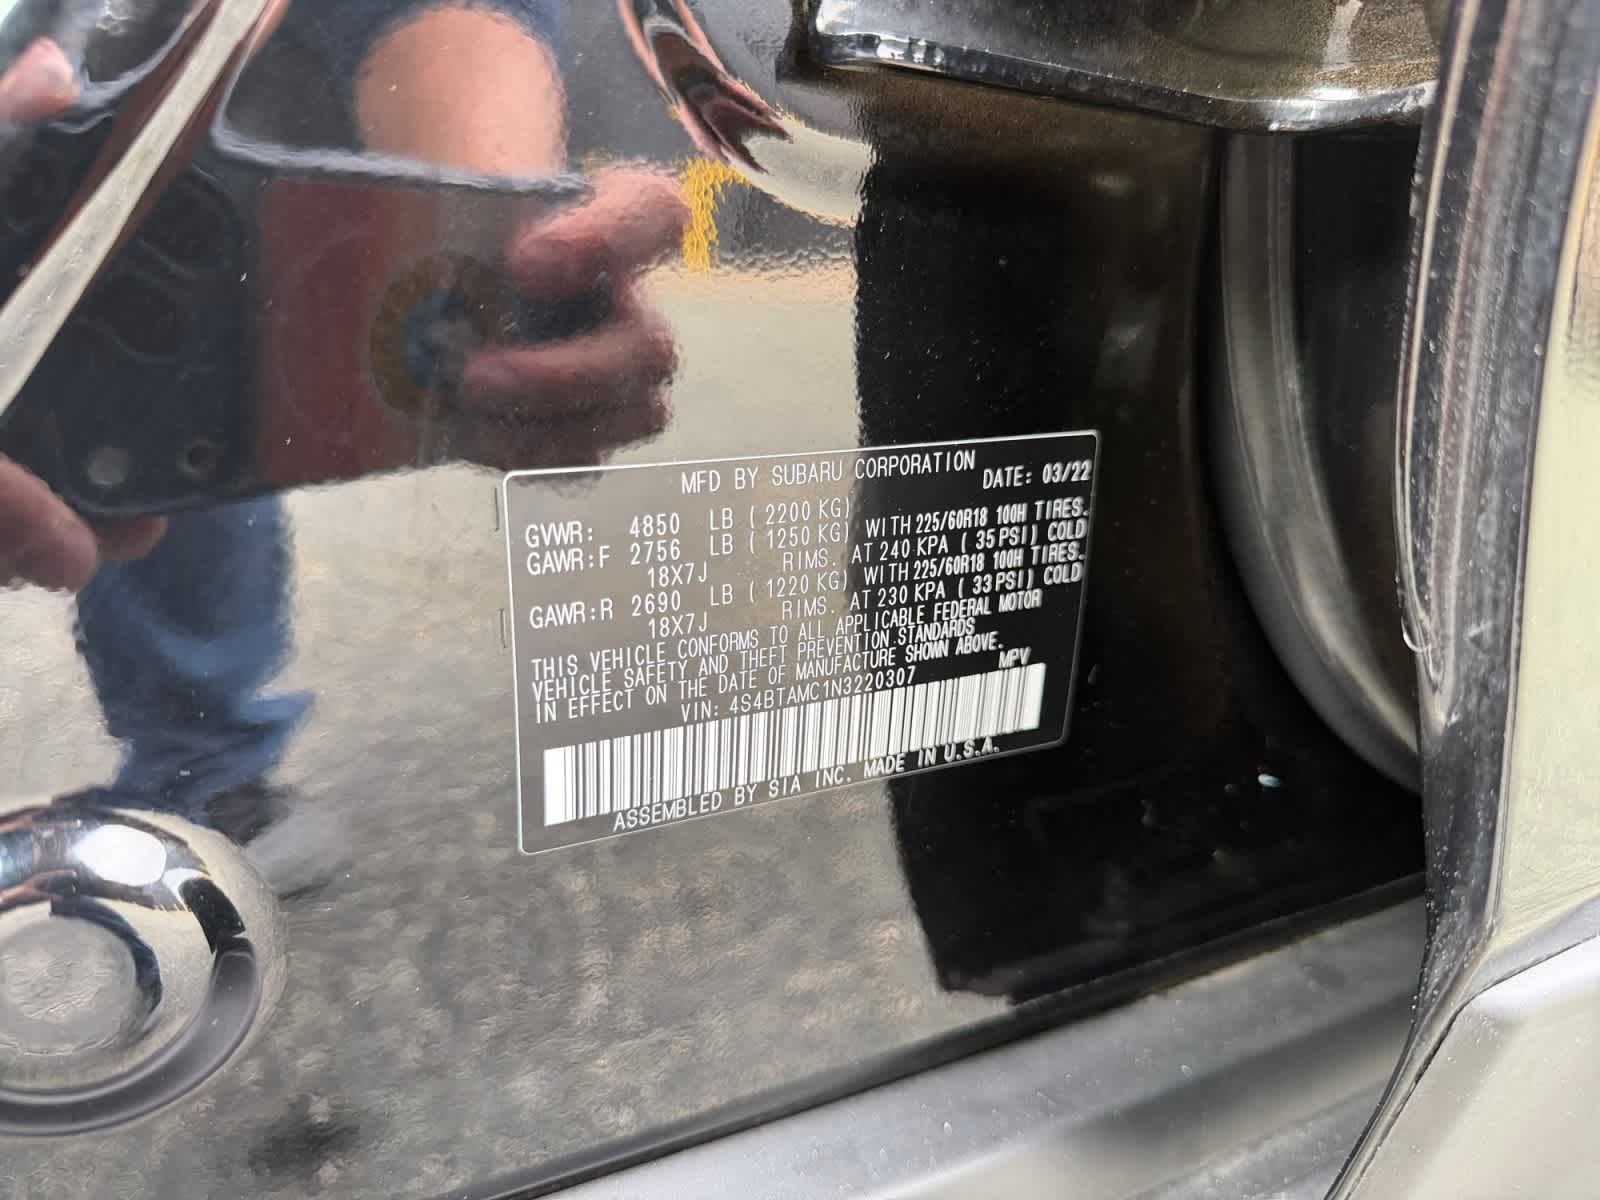 MFD BY SUBARU CORPORATION DATE: 03/22
GVWR: 4850 LB ( 2200 KG)
GAWR:F 2756 LB ( 1250 KG) WITH 225/60R18 100H TIRES.
18X7J RIMS. AT 240 KPA ( 35 PSI) COLD
GAWR:R 2690 LB ( 1220 KG) WITH 225/60R18 100H TIRES.
18X7J RIMS. AT 230 KPA ( 33 PSI) COLD
THIS VEHICLE CONFORMS TO ALL APPLICABLE FEDERAL MOTOR
VEHICLE SAFETY AND THEFT PREVENTION STANDARDS
IN EFFECT ON THE DATE OF MANUFACTURE SHOWN ABOVE.
VIN: 4S4BTAMC1N3220307 MPV
ASSEMBLED BY SIA INC. MADE IN U.S.A.